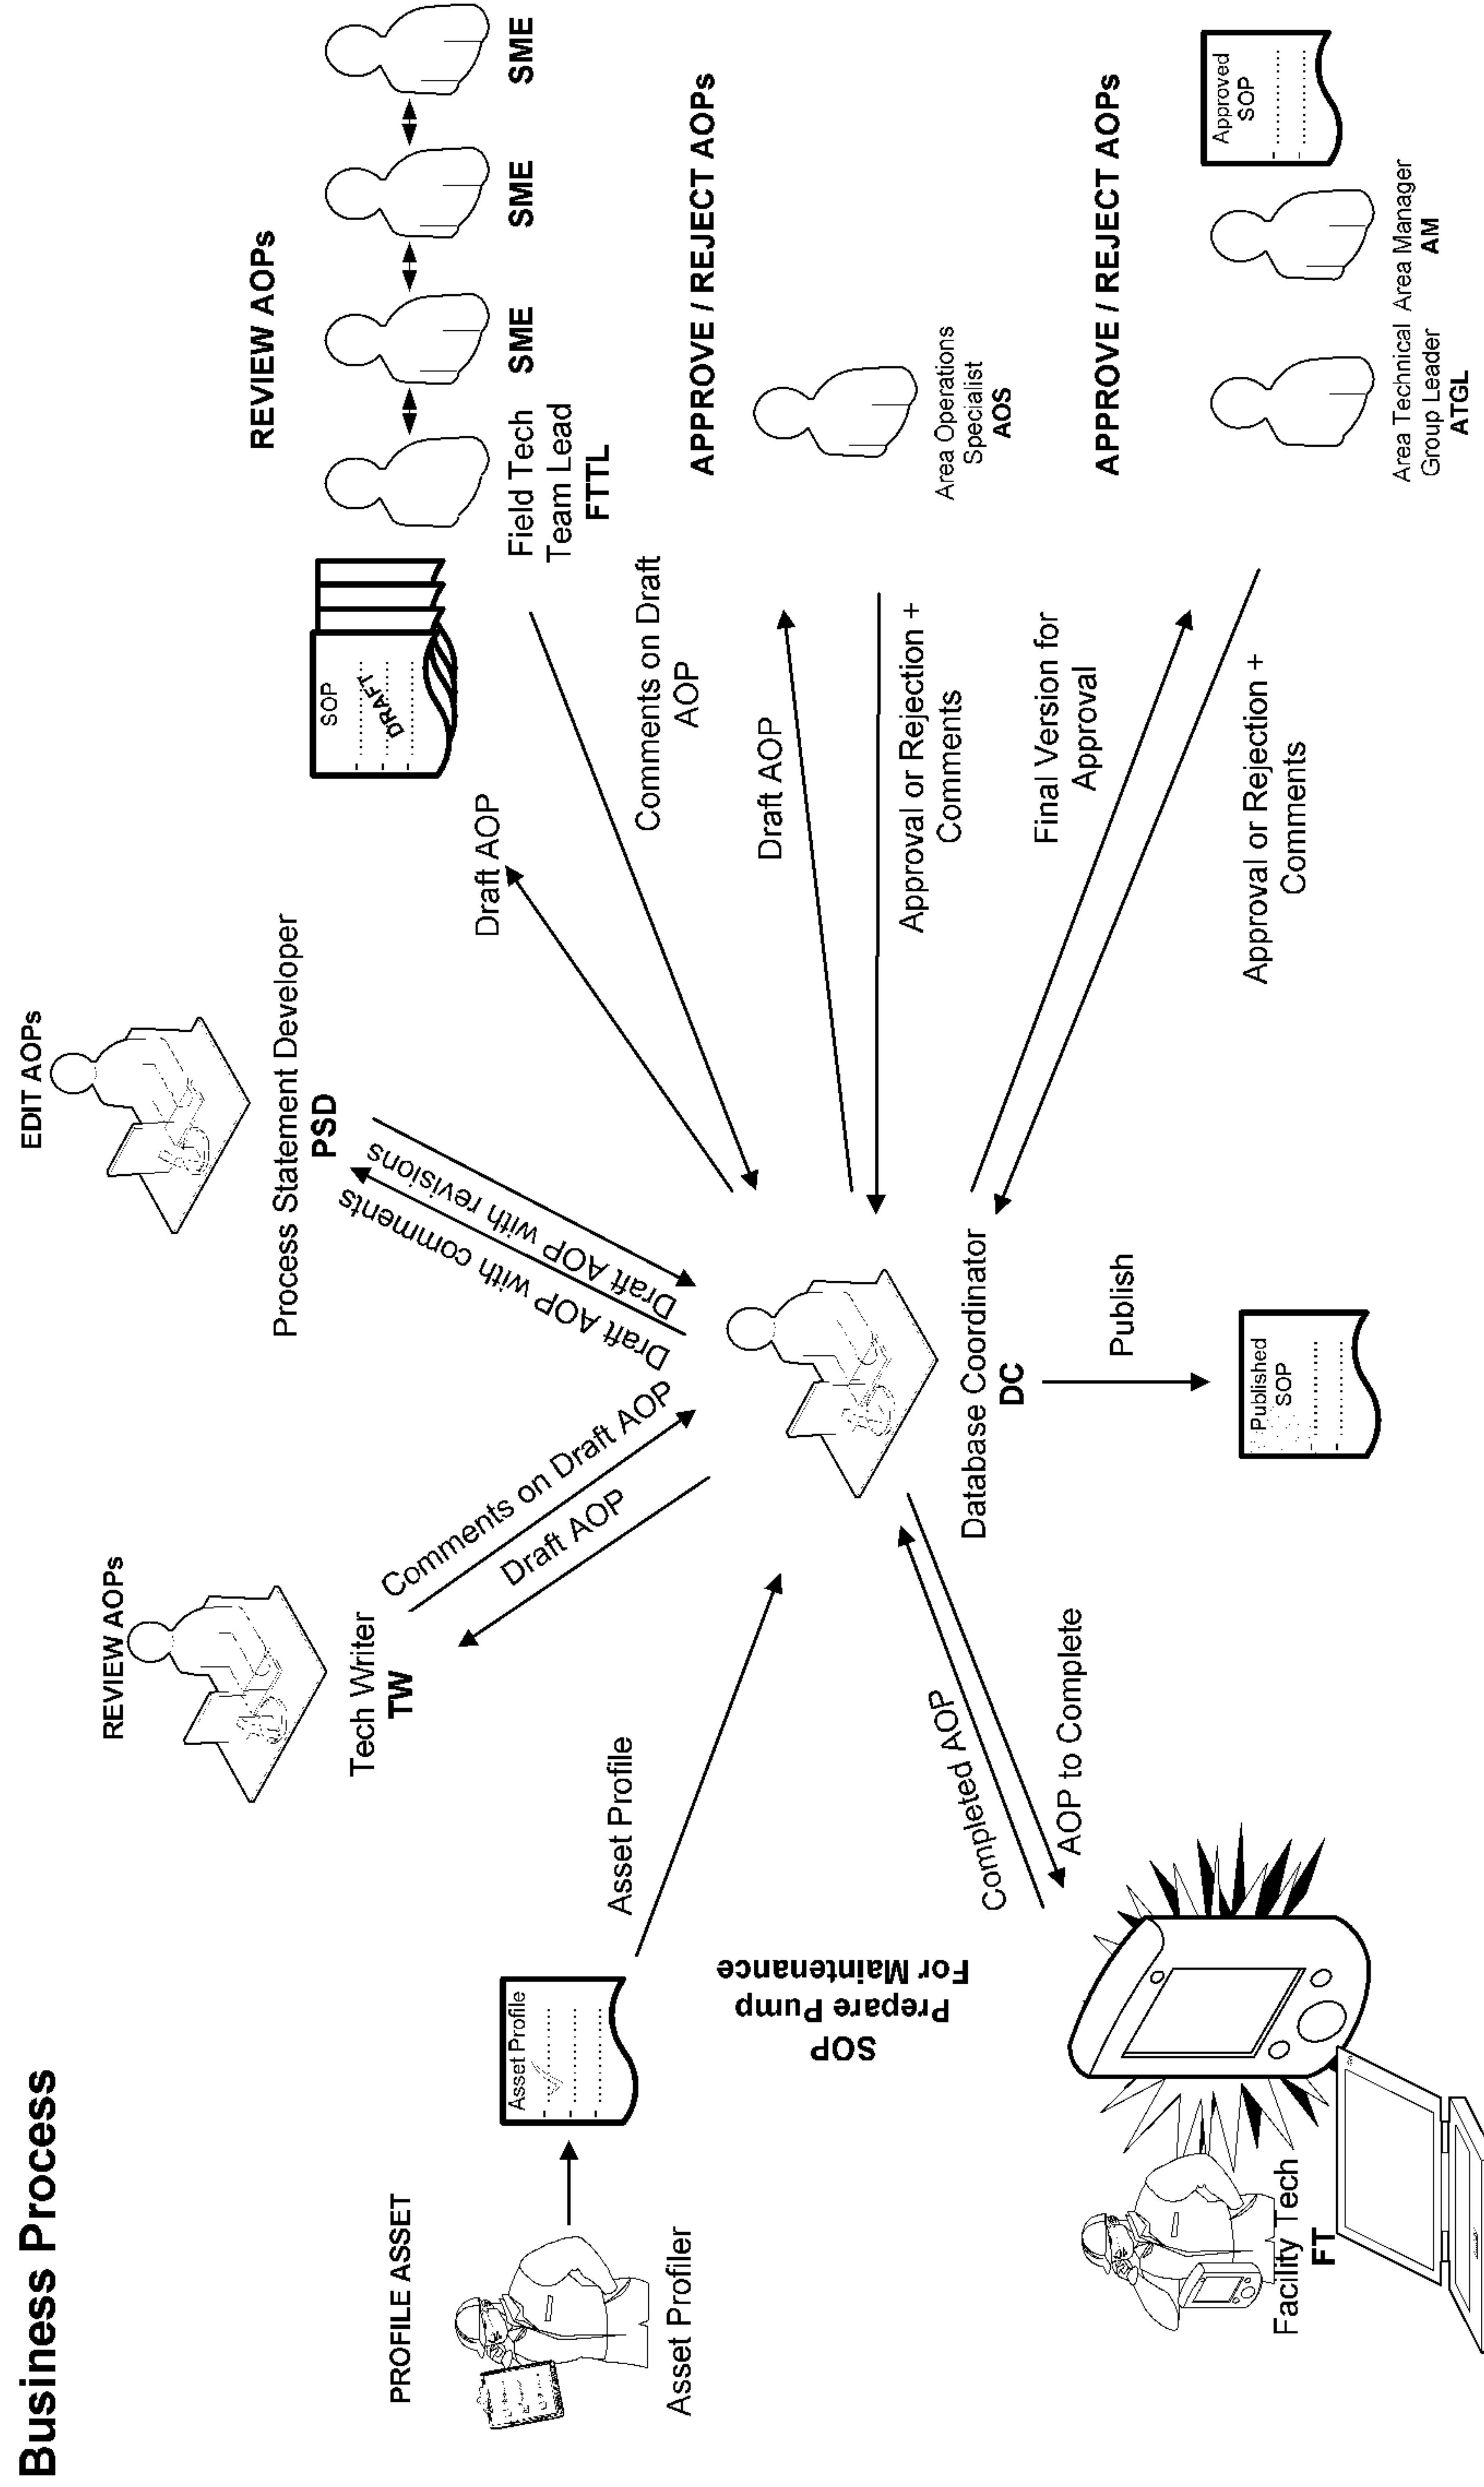 Business Process
EDIT AOPs
Process Statement Developer
PSD
REVIEW AOPs
Tech Writer
TW
REVIEW AOPs
SOP
DRAFT
Field Tech
Team Lead
FTTL
SME
SME
SME
PROFILE ASSET
Asset Profiler
Asset Profile
Asset Profile
Comments on Draft AOP
Draft AOP
Draft AOP with comments
Draft AOP with revisions
Draft AOP
Comments on Draft
AOP
APPROVE / REJECT AOPs
Area Operations
Specialist
AOS
Draft AOP
Approval or Rejection +
Comments
SOP
Prepare Pump
For Maintenance
Database Coordinator
DC
Completed AOP
AOP to Complete
Publish
Published
SOP
Final Version for
Approval
Approval or Rejection +
Comments
APPROVE / REJECT AOPs
Approved
SOP
Area Technical
Group Leader
ATGL
Area Manager
AM
Facility Tech
FT